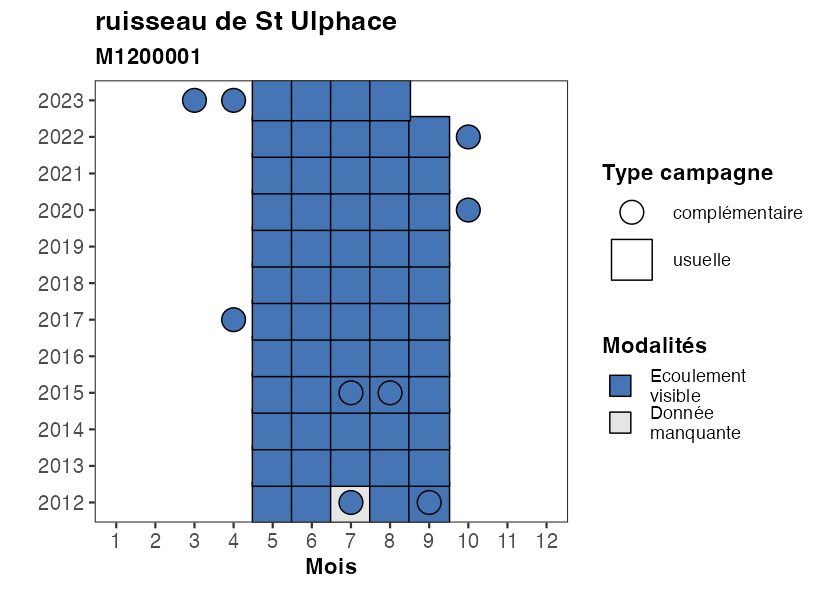 ruisseau de St Ulphace
M1200001
2023
2022
2021
2020
2019
2018
2017
2016
2015
2014
2013
2012
1 2 3 4 5 6 7 8 9 10 11 12
Mois
Type campagne
complémentaire
usuelle
Modalités
Ecoulement
visible
Donnée
manquante